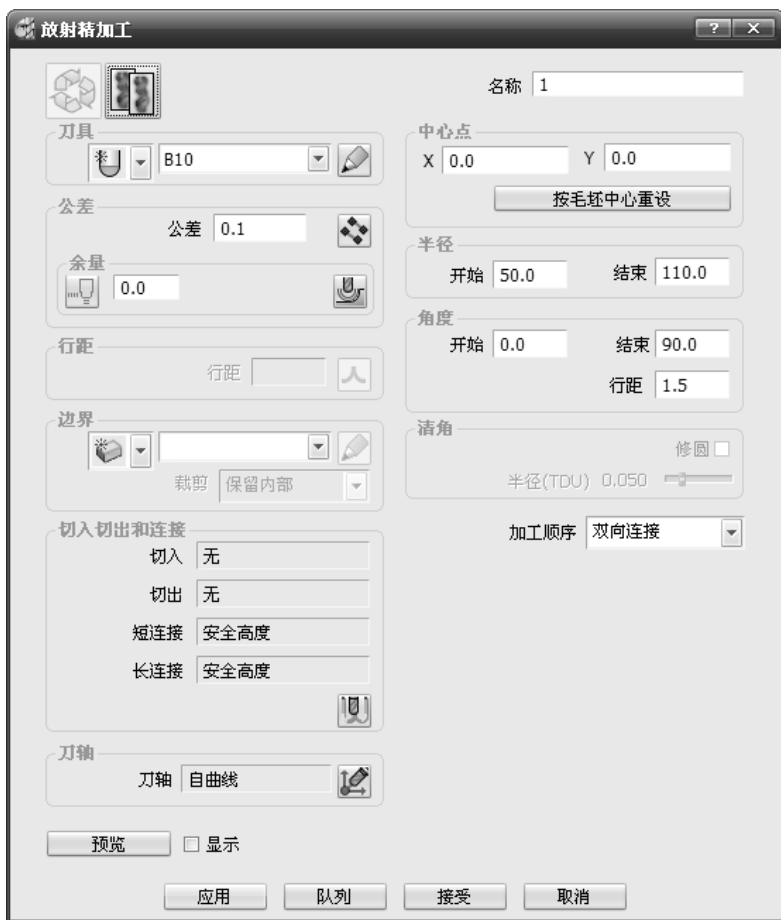 放射精加工
名称 1
刀具
B10
公差
公差 0.1
余量
0.0
行距
行距
边界
裁剪 保留内部
切入切出和连接
切入 无
切出 无
短连接 安全高度
长连接 安全高度
刀轴
刀轴 自曲线
预览 显示
中心点
X 0.0 Y 0.0
按毛坯中心重设
半径
开始 50.0 结束 110.0
角度
开始 0.0 结束 90.0
行距 1.5
清角
修圆
半径(TDU) 0.050
加工顺序 双向连接
应用 队列 接受 取消